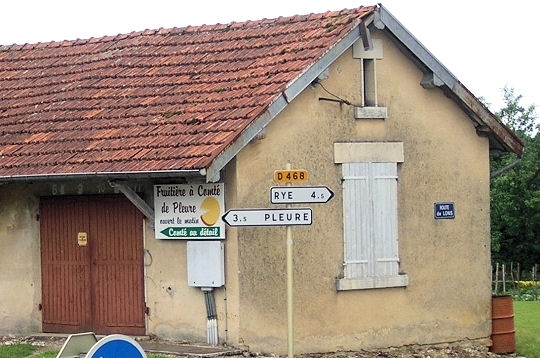 D 468
RYE 4.5
3.5 PLEURE
Fruitière à Comté
de Pleure
ouvert le matin
Comté au détail
ROUTE
de LONS